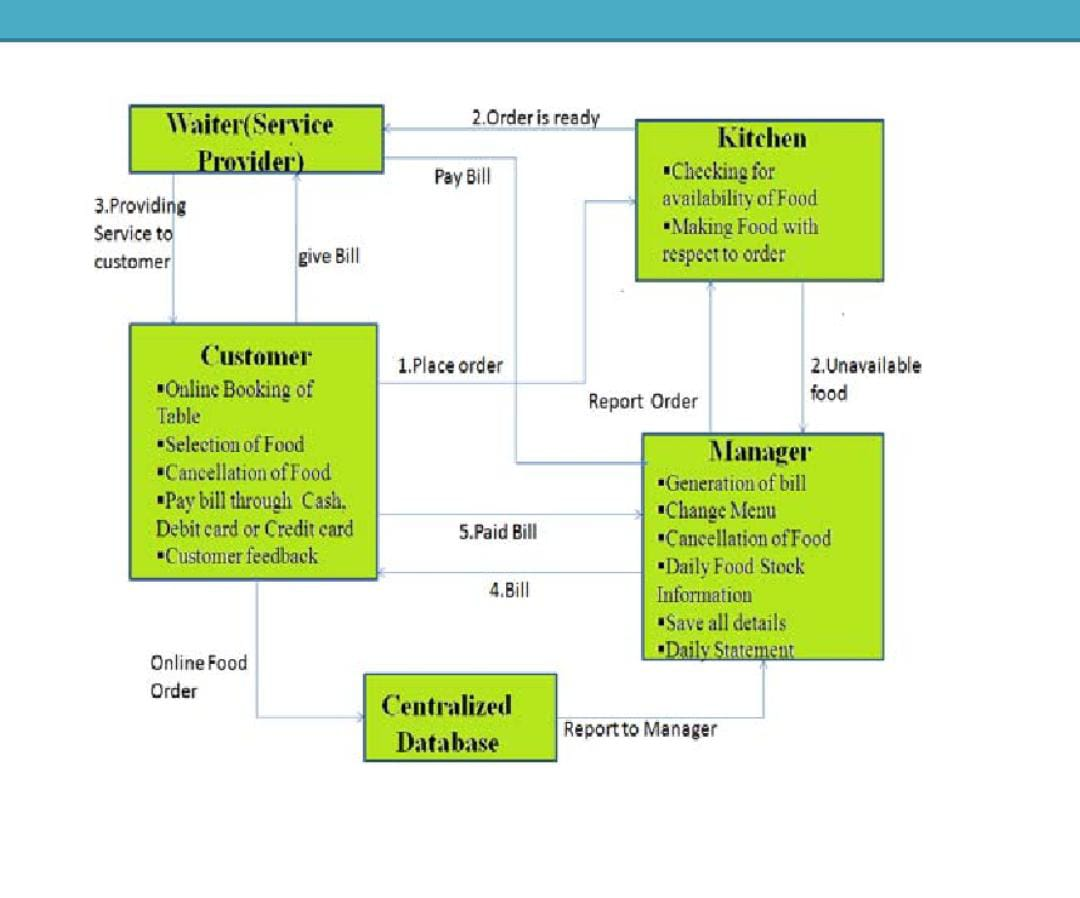 Waiter(Service
Provider)
2.Order is ready
Kitchen
▪Checking for
availability of Food
▪Making Food with
respect to order
Pay Bill
3.Providing
Service to
customer
give Bill
Customer
▪Online Booking of
Table
▪Selection of Food
▪Cancellation of Food
▪Pay bill through Cash,
Debit card or Credit card
▪Customer feedback
1.Place order
Report Order
2.Unavailable
food
Manager
▪Generation of bill
▪Change Menu
▪Cancellation of Food
▪Daily Food Stock
Information
▪Save all details
▪Daily Statement
5.Paid Bill
4.Bill
Online Food
Order
Centralized
Database
Report to Manager